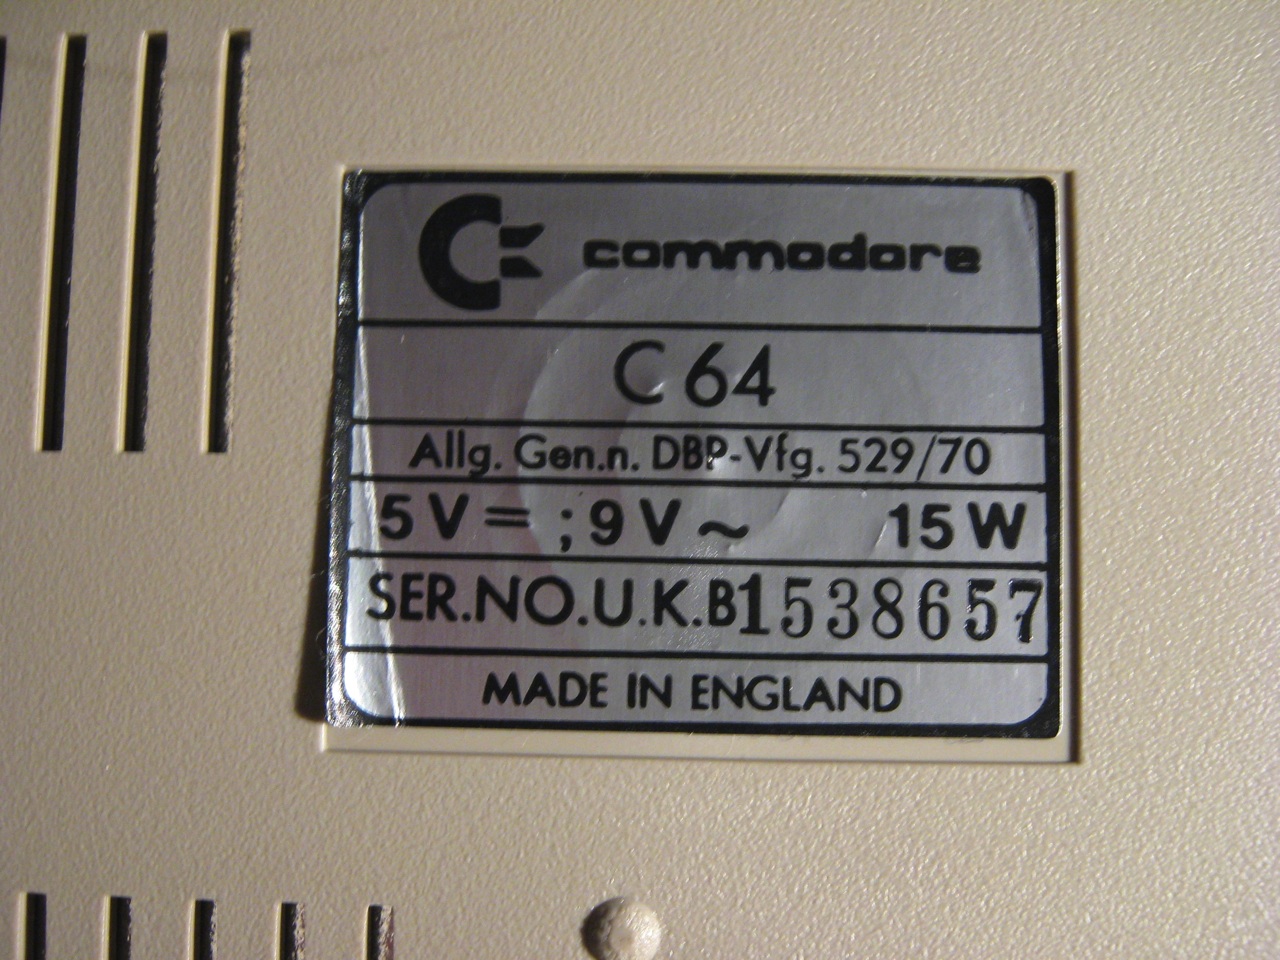 commodore
C 64
Allg. Gen.n. DBP-Vfg. 529/70
5 V = ; 9 V ~ 15 W
SER.NO.U.K.B1538657
MADE IN ENGLAND